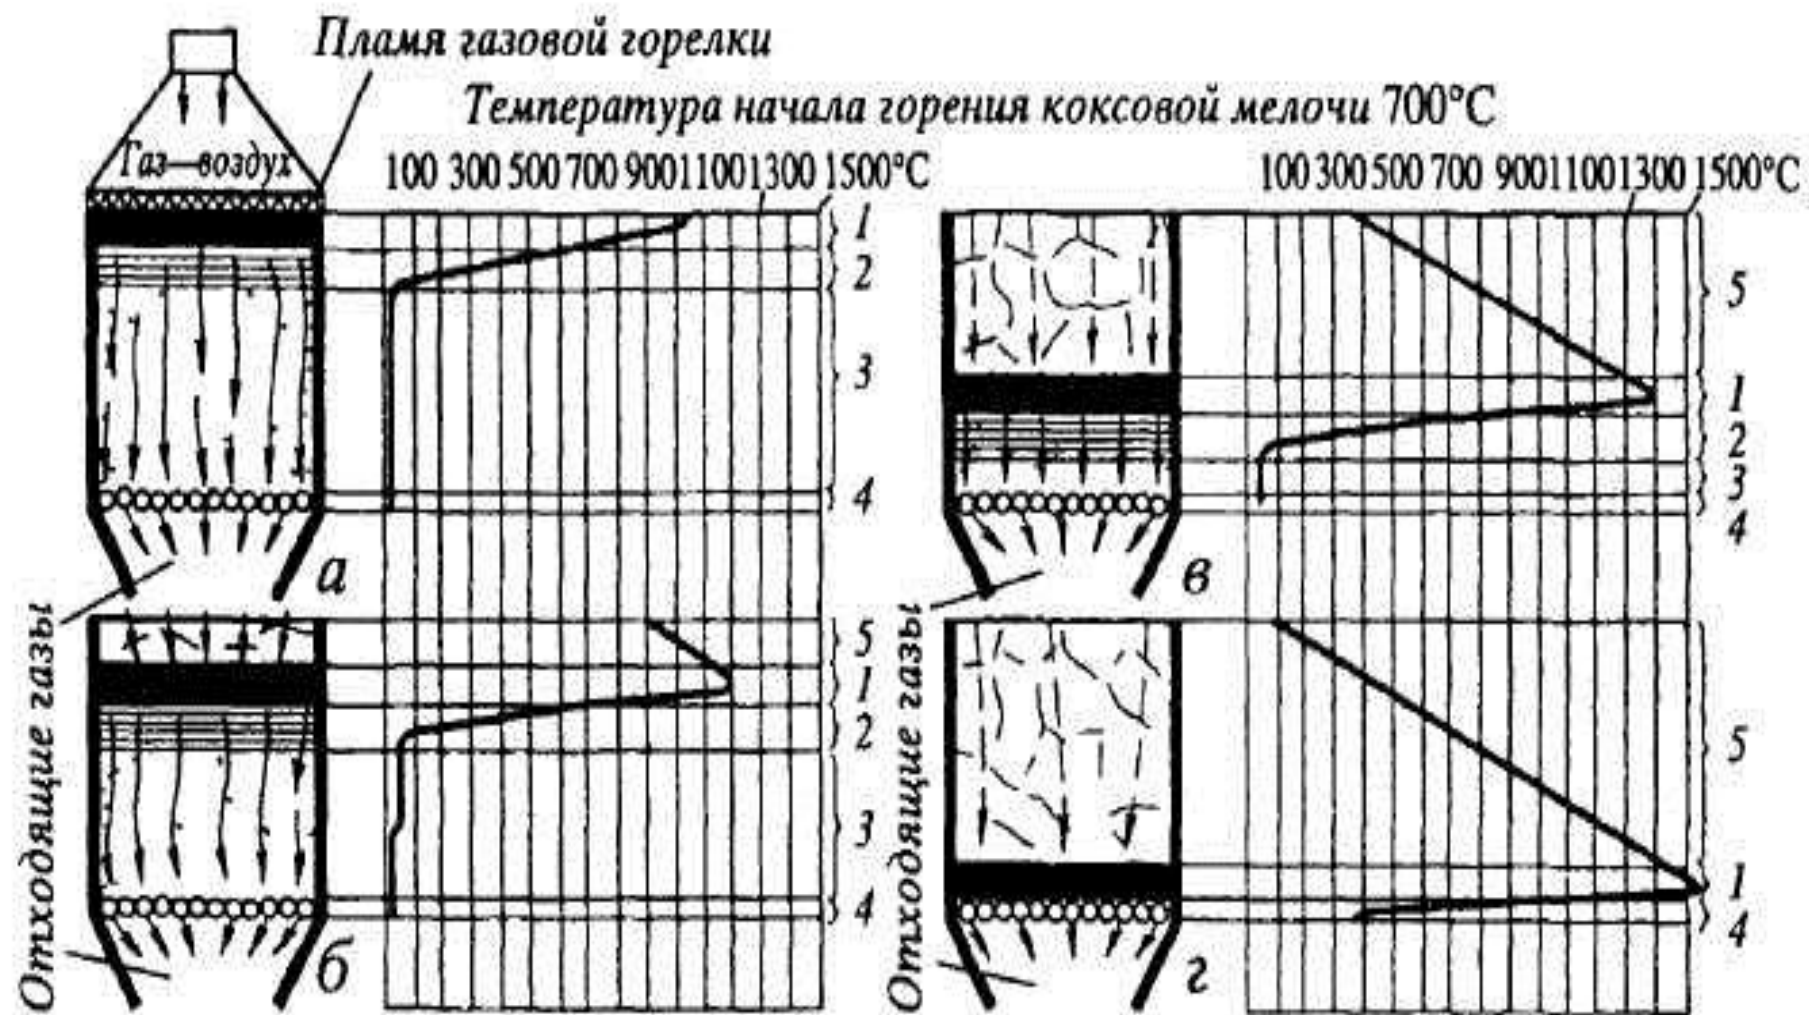 Пламя газовой горелки
Температура начала горения коксовой мелочи 700°С
Газ—воздух
100 300 500 700 900 1100 1300 1500°С
1
2
3
4
а
Отходящие газы
5
1
2
3
4
б
100 300 500 700 900 1100 1300 1500°С
5
1
2
3
4
в
Отходящие газы
5
1
4
г